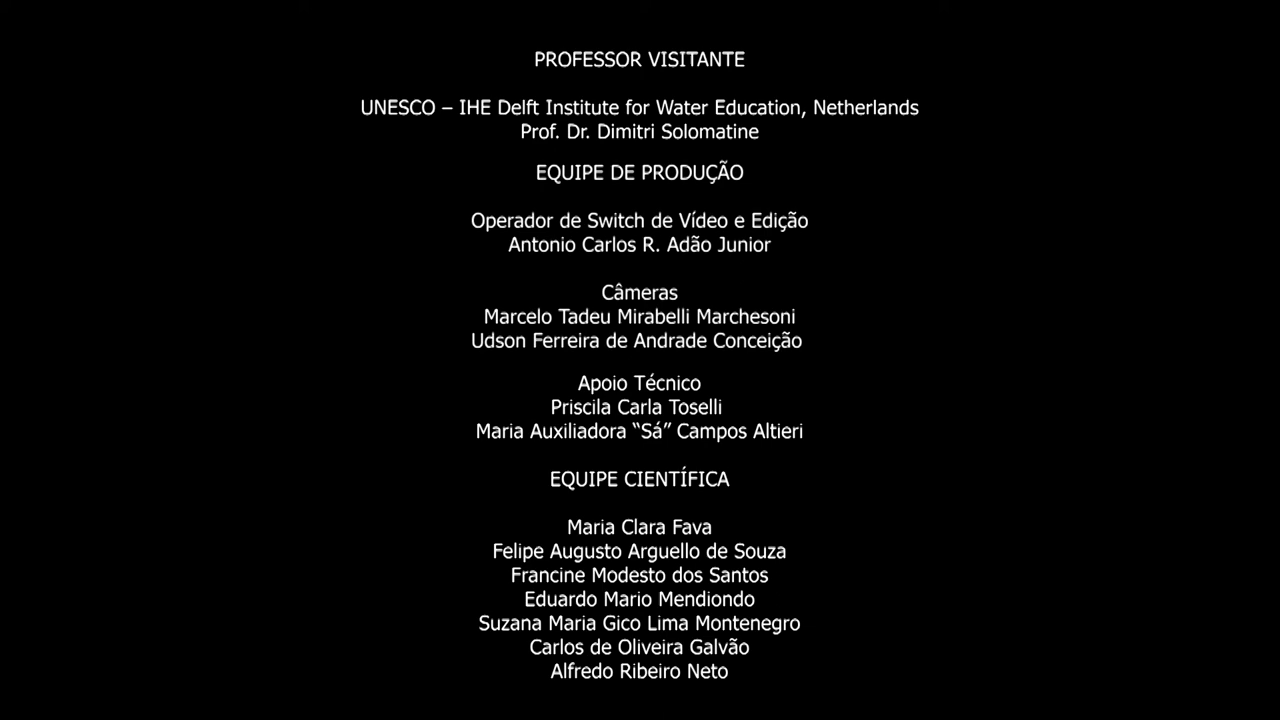 PROFESSOR VISITANTE
UNESCO – IHE Delft Institute for Water Education, Netherlands
Prof. Dr. Dimitri Solomatine
EQUIPE DE PRODUÇÃO
Operador de Switch de Vídeo e Edição
Antonio Carlos R. Adão Junior
Câmeras
Marcelo Tadeu Mirabelli Marchesoni
Udson Ferreira de Andrade Conceição
Apoio Técnico
Priscila Carla Toselli
Maria Auxiliadora “Sá” Campos Altieri
EQUIPE CIENTÍFICA
Maria Clara Fava
Felipe Augusto Arguello de Souza
Francine Modesto dos Santos
Eduardo Mario Mendiondo
Suzana Maria Gico Lima Montenegro
Carlos de Oliveira Galvão
Alfredo Ribeiro Neto